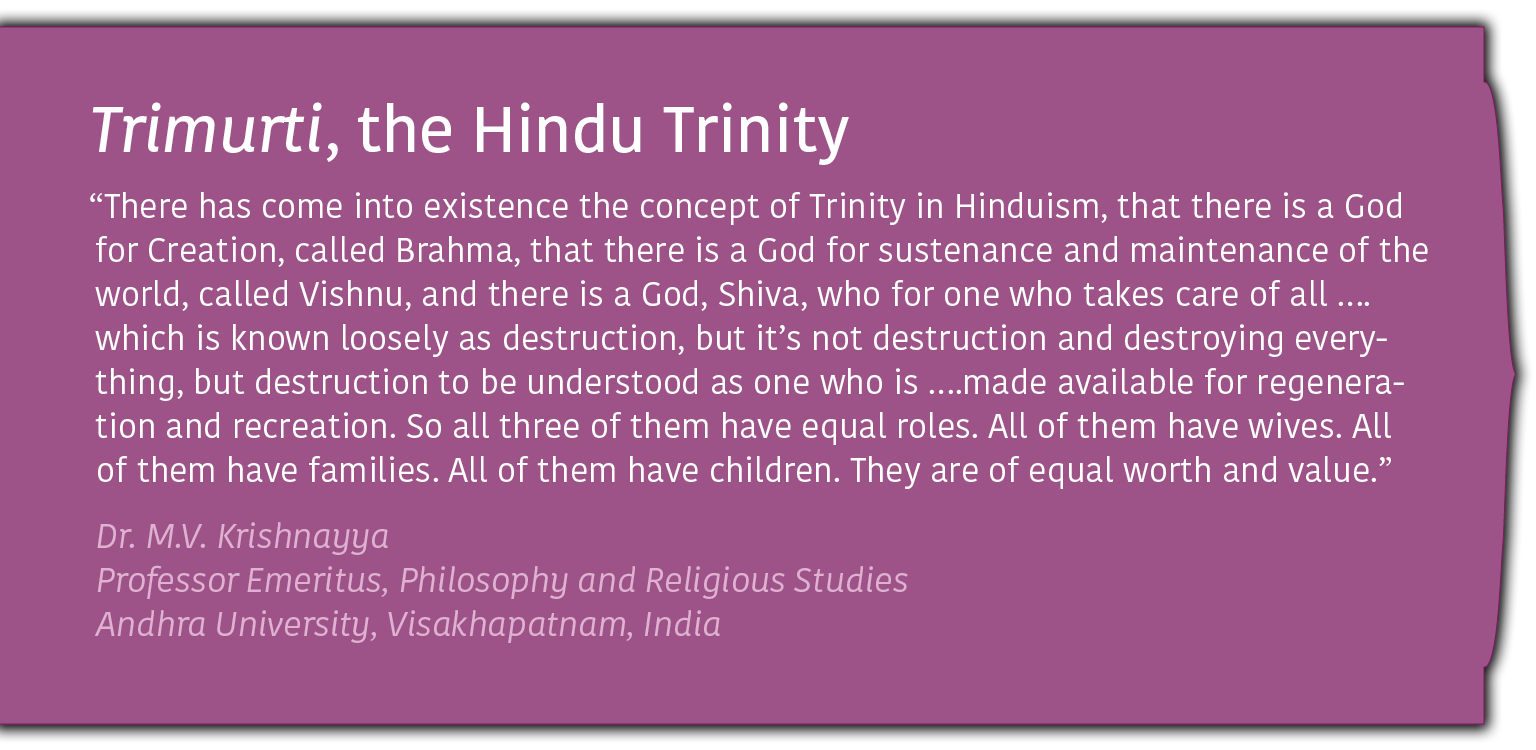 Trimurti, the Hindu Trinity
“There has come into existence the concept of Trinity in Hinduism, that there is a God
for Creation, called Brahma, that there is a God for sustenance and maintenance of the
world, called Vishnu, and there is a God, Shiva, who for one who takes care of all ....
which is known loosely as destruction, but it’s not destruction and destroying every-
thing, but destruction to be understood as one who is ....made available for regenera-
tion and recreation. So all three of them have equal roles. All of them have wives. All
of them have families. All of them have children. They are of equal worth and value.”
Dr. M.V. Krishnayya
Professor Emeritus, Philosophy and Religious Studies
Andhra University, Visakhapatnam, India